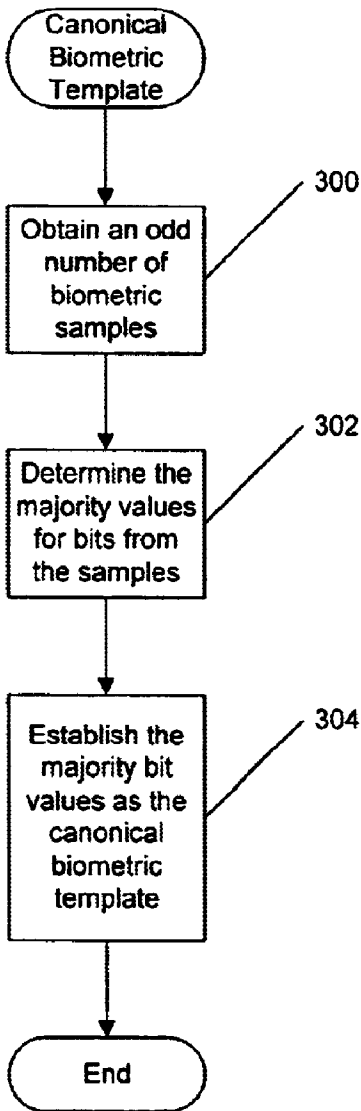 Canonical
Biometric
Template
300
Obtain an odd
number of
biometric
samples
302
Determine the
majority values
for bits from
the samples
304
Establish the
majority bit
values as the
canonical
biometric
template
End